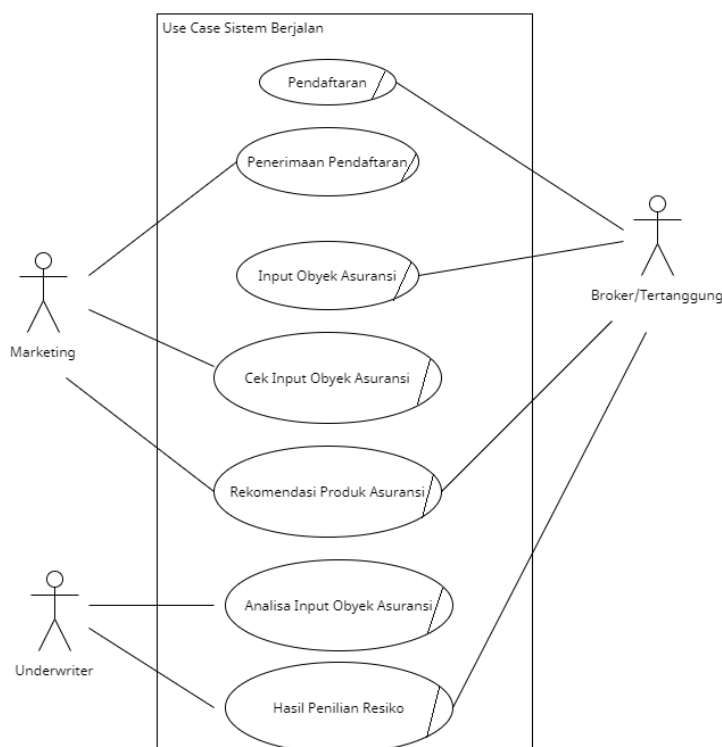 Use Case Sistem Berjalan
Pendaftaran
Penerimaan Pendaftaran
Input Obyek Asuransi
Broker/Tertanggung
Marketing
Cek Input Obyek Asuransi
Rekomendasi Produk Asuransi
Analisa Input Obyek Asuransi
Underwriter
Hasil Penilian Resiko